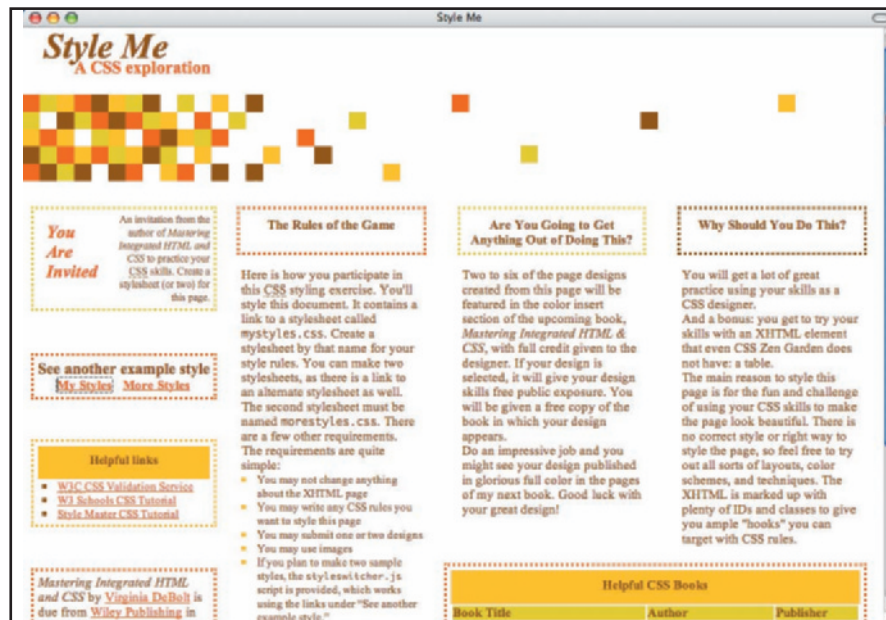 Style Me
Style Me
A CSS exploration
You
Are
Invited
An invitation from the
author of Mastering
Integrated HTML and
CSS to practice your
CSS skills. Create a
stylesheet (or two) for
this page.
See another example style
My Styles More Styles
Helpful links
W3C CSS Validation Service
W3 Schools CSS Tutorial
Style Master CSS Tutorial
Mastering Integrated HTML
and CSS by Virginia DeBolt is
due from Wiley Publishing in
The Rules of the Game
Here is how you participate in
this CSS styling exercise. You'll
style this document. It contains a
link to a stylesheet called
mystyles.css. Create a
stylesheet by that name for your
style rules. You can make two
stylesheets, as there is a link to
an alternate stylesheet as well.
The second stylesheet must be
named morestyles.css. There
are a few other requirements.
The requirements are quite
simple:
You may not change anything
about the XHTML page
You may write any CSS rules you
want to style this page
You may submit one or two designs
You may use images
If you plan to make two sample
styles, the styleswitcher.js
script is provided, which works
using the links under "See another
example style."
Are You Going to Get
Anything Out of Doing This?
Two to six of the page designs
created from this page will be
featured in the color insert
section of the upcoming book,
Mastering Integrated HTML &
CSS, with full credit given to the
designer. If your design is
selected, it will give your design
skills free public exposure. You
will be given a free copy of the
book in which your design
appears.
Do an impressive job and you
might see your design published
in glorious full color in the pages
of my next book. Good luck with
your great design!
Why Should You Do This?
You will get a lot of great
practice using your skills as a
CSS designer.
And a bonus: you get to try your
skills with an XHTML element
that even CSS Zen Garden does
not have: a table.
The main reason to style this
page is for the fun and challenge
of using your CSS skills to make
the page look beautiful. There is
no correct style or right way to
style the page, so feel free to try
out all sorts of layouts, color
schemes, and techniques. The
XHTML is marked up with
plenty of IDs and classes to give
you ample "hooks" you can
target with CSS rules.
Helpful CSS Books
Book Title Author Publisher